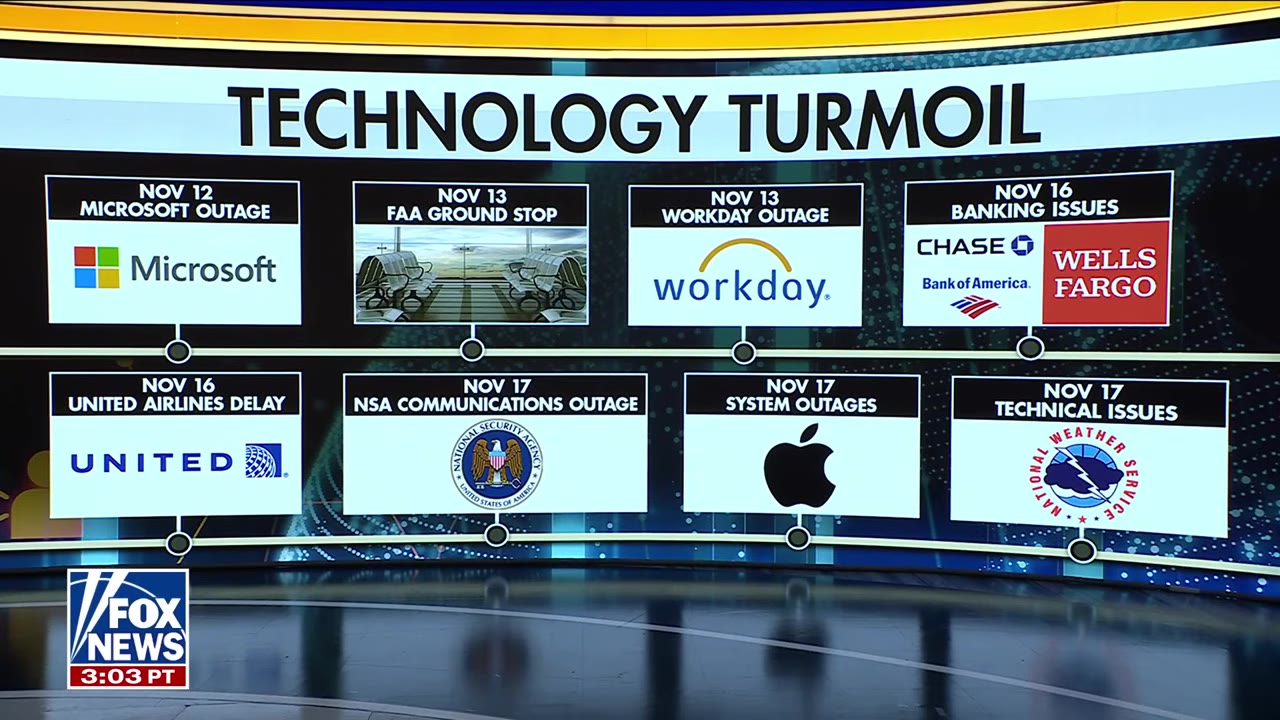 TECHNOLOGY TURMOIL
NOV 12
MICROSOFT OUTAGE
Microsoft
NOV 13
FAA GROUND STOP
NOV 13
WORKDAY OUTAGE
workday®
NOV 16
BANKING ISSUES
CHASE
Bank of America.
WELLS
FARGO
NOV 16
UNITED AIRLINES DELAY
UNITED
NOV 17
NSA COMMUNICATIONS OUTAGE
NATIONAL SECURITY AGENCY
UNITED STATES OF AMERICA
NOV 17
SYSTEM OUTAGES
NOV 17
TECHNICAL ISSUES
NATIONAL WEATHER SERVICE
FOX
NEWS
3:03 PT